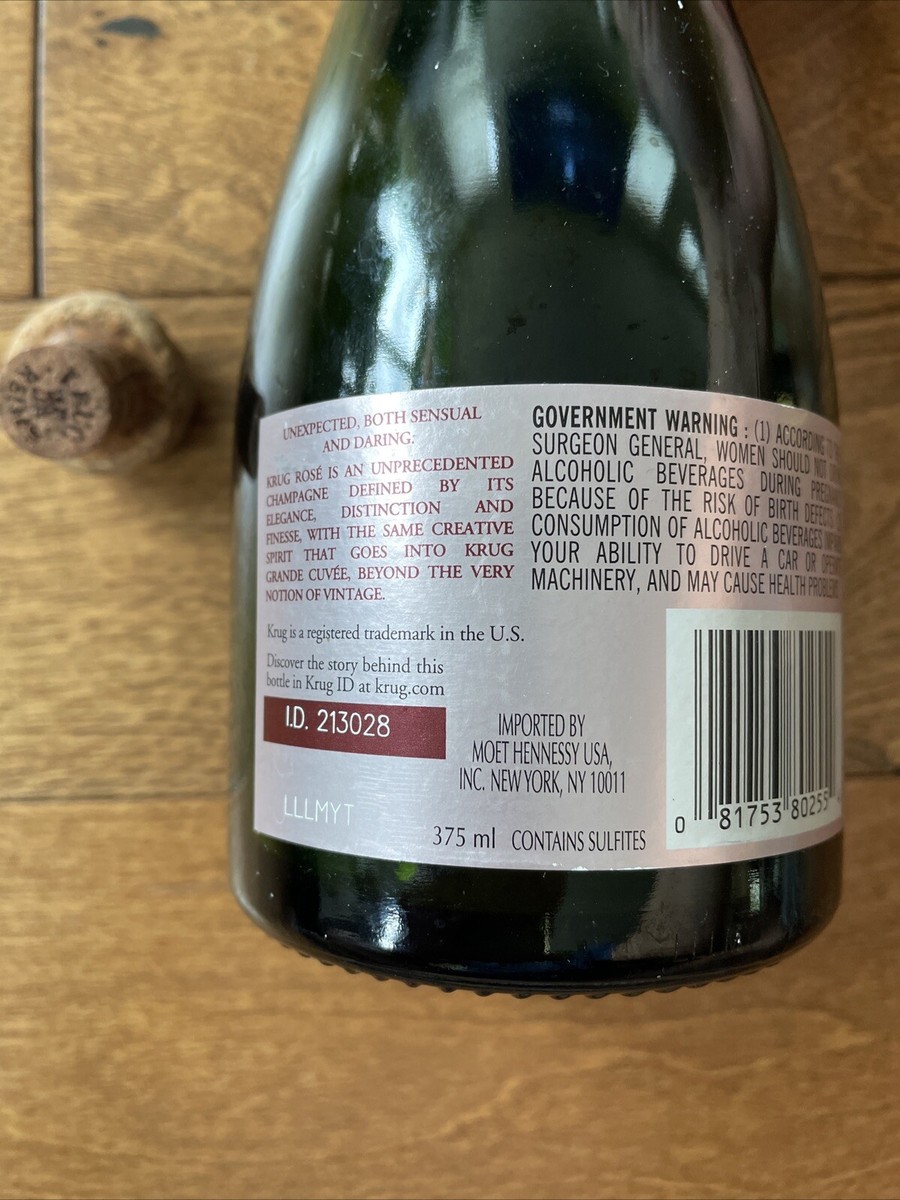 UNEXPECTED, BOTH SENSUAL
AND DARING.
KRUG ROSÉ IS AN UNPRECEDENTED
CHAMPAGNE DEFINED BY ITS
ELEGANCE, DISTINCTION AND
FINESSE, WITH THE SAME CREATIVE
SPIRIT THAT GOES INTO KRUG
GRANDE CUVÉE, BEYOND THE VERY
NOTION OF VINTAGE.
Krug is a registered trademark in the U.S.
Discover the story behind this
bottle in Krug ID at krug.com
I.D. 213028
LLLMYT
GOVERNMENT WARNING : (1) ACCORDING TO
SURGEON GENERAL, WOMEN SHOULD NOT
ALCOHOLIC BEVERAGES DURING
BECAUSE OF THE RISK OF BIRTH DEFECTS.
CONSUMPTION OF ALCOHOLIC BEVERAGES
YOUR ABILITY TO DRIVE A CAR OR
MACHINERY, AND MAY CAUSE HEALTH PROBLEMS
IMPORTED BY
MOET HENNESSY USA,
INC. NEW YORK, NY 10011
375 ml CONTAINS SULFITES
0 81753 80255